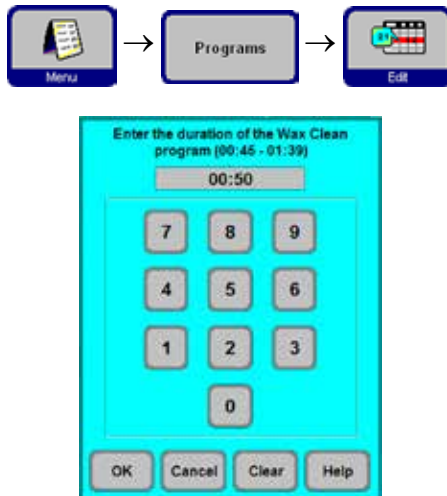 Menu → Programs → Edit
Enter the duration of the Wax Clean
program (00:45 - 01:39)
00:50
7 8 9
4 5 6
1 2 3
0
OK Cancel Clear Help